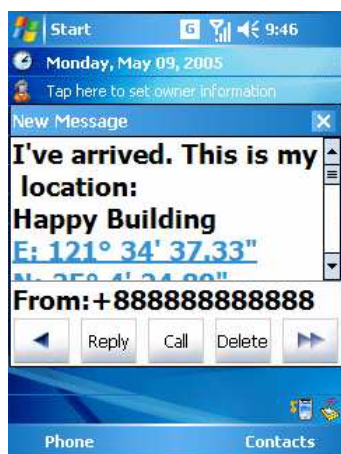 Start G 9:46
Monday, May 09, 2005
Tap here to set owner information
New Message
I've arrived. This is my
location:
Happy Building
E: 121° 34' 37.33"
From:+888888888888
Reply Call Delete
Phone Contacts